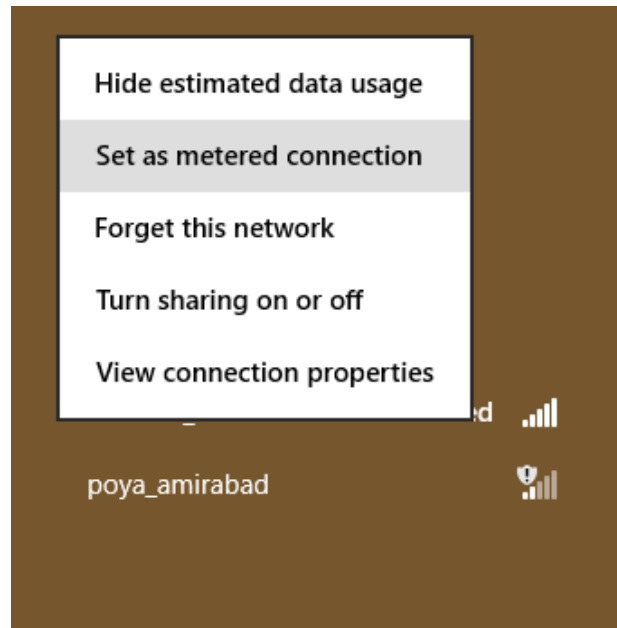 Hide estimated data usage
Set as metered connection
Forget this network
Turn sharing on or off
View connection properties
poya_amirabad